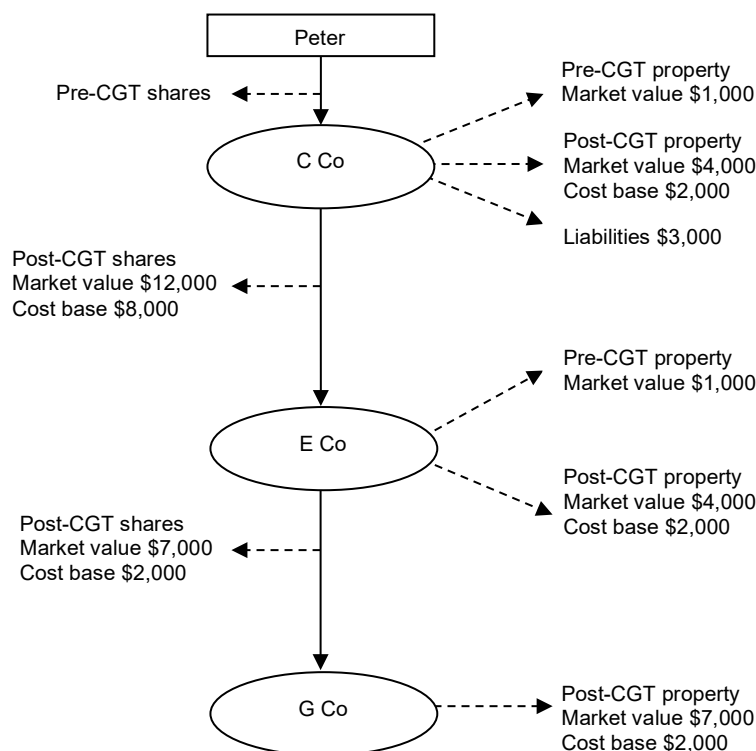 Peter
Pre-CGT shares
Pre-CGT property
Market value $1,000
C Co
Post-CGT property
Market value $4,000
Cost base $2,000
Liabilities $3,000
Post-CGT shares
Market value $12,000
Cost base $8,000
Pre-CGT property
Market value $1,000
E Co
Post-CGT property
Market value $4,000
Cost base $2,000
Post-CGT shares
Market value $7,000
Cost base $2,000
G Co
Post-CGT property
Market value $7,000
Cost base $2,000